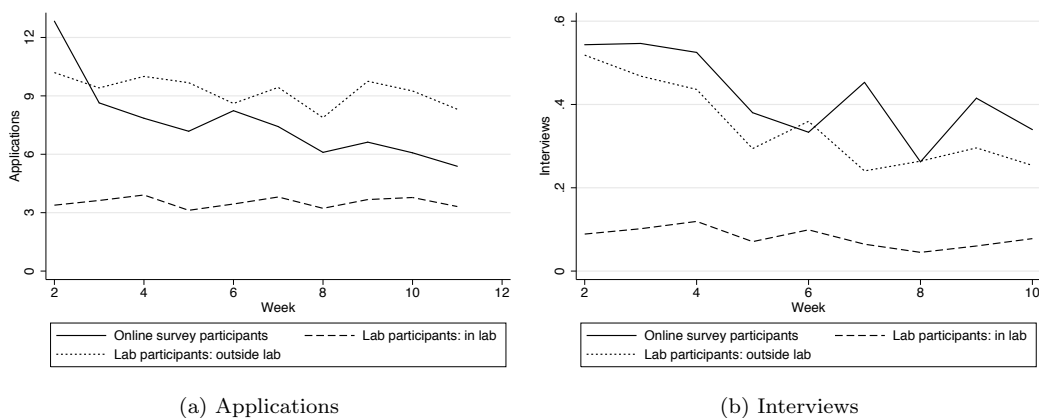 12
9
Applications
6
3
0
2 4 6 8 10 12
Week
Online survey participants Lab participants: in lab
Lab participants: outside lab
(a) Applications
.6
.4
Interviews
.2
0
2 4 6 8 10
Week
Online survey participants Lab participants: in lab
Lab participants: outside lab
(b) Interviews